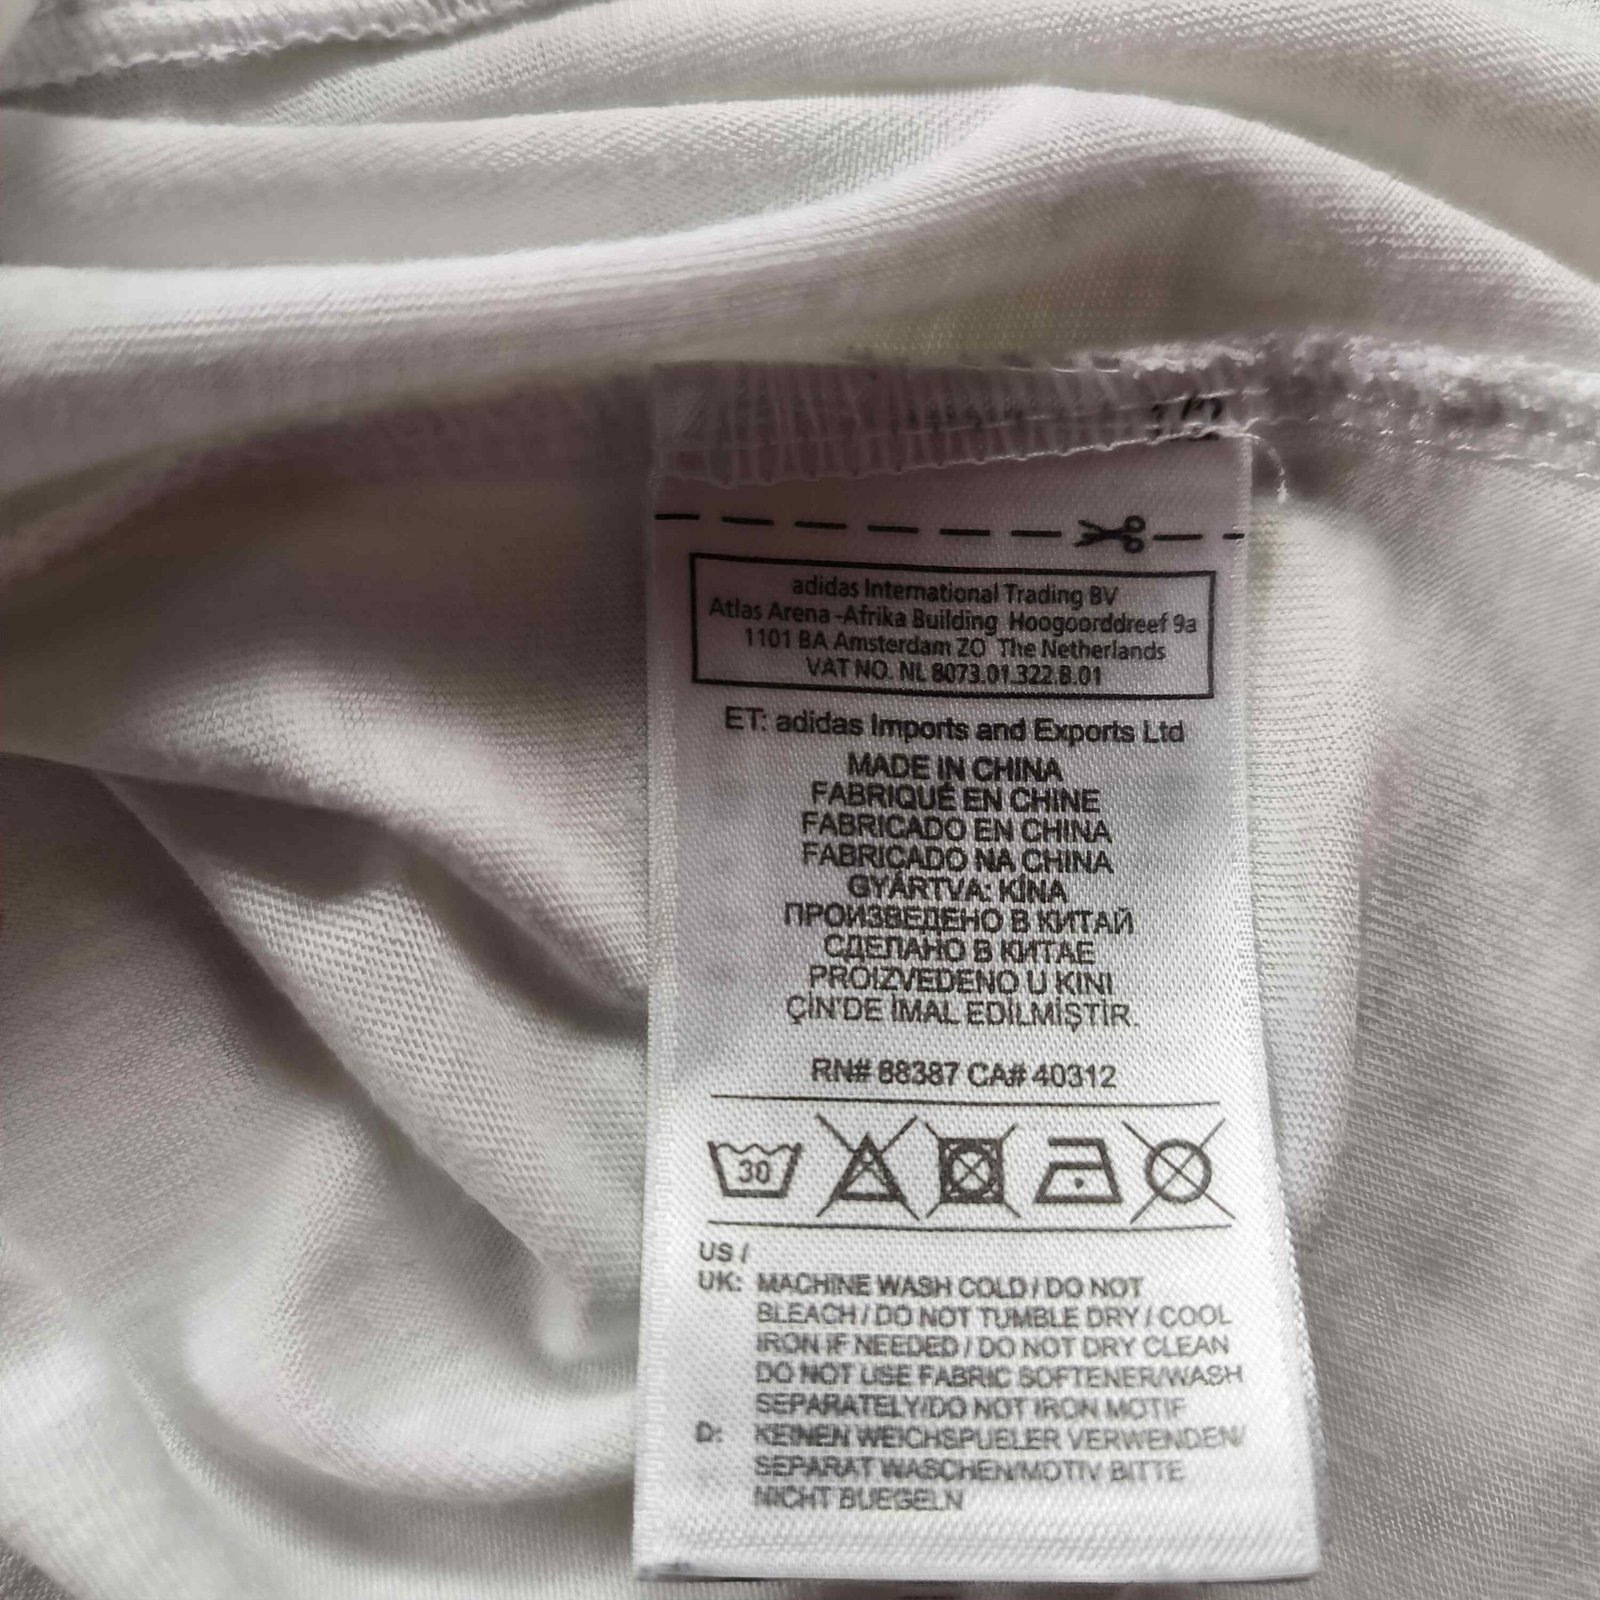 adidas International Trading BV
Atlas Arena -Afrika Building Hoogoorddreef 9a
1101 BA Amsterdam ZO The Netherlands
VAT NO. NL 8073.01.322.B.01
ET: adidas Imports and Exports Ltd
MADE IN CHINA
FABRIQUÉ EN CHINE
FABRICADO EN CHINA
FABRICADO NA CHINA
GYÁRTVA: KÍNA
ПРОИЗВЕДЕНО В КИТАЙ
СДЕЛАНО В КИТАЕ
PROIZVEDENO U KINI
ÇİN'DE İMAL EDİLMİŞTİR.
RN# 88387 CA# 40312
30
US /
UK: MACHINE WASH COLD / DO NOT
BLEACH / DO NOT TUMBLE DRY / COOL
IRON IF NEEDED / DO NOT DRY CLEAN
DO NOT USE FABRIC SOFTENER/WASH
SEPARATELY/DO NOT IRON MOTIF
D: KEINEN WEICHSPUELER VERWENDEN/
SEPARAT WASCHEN/MOTIV BITTE
NICHT BUEGELN